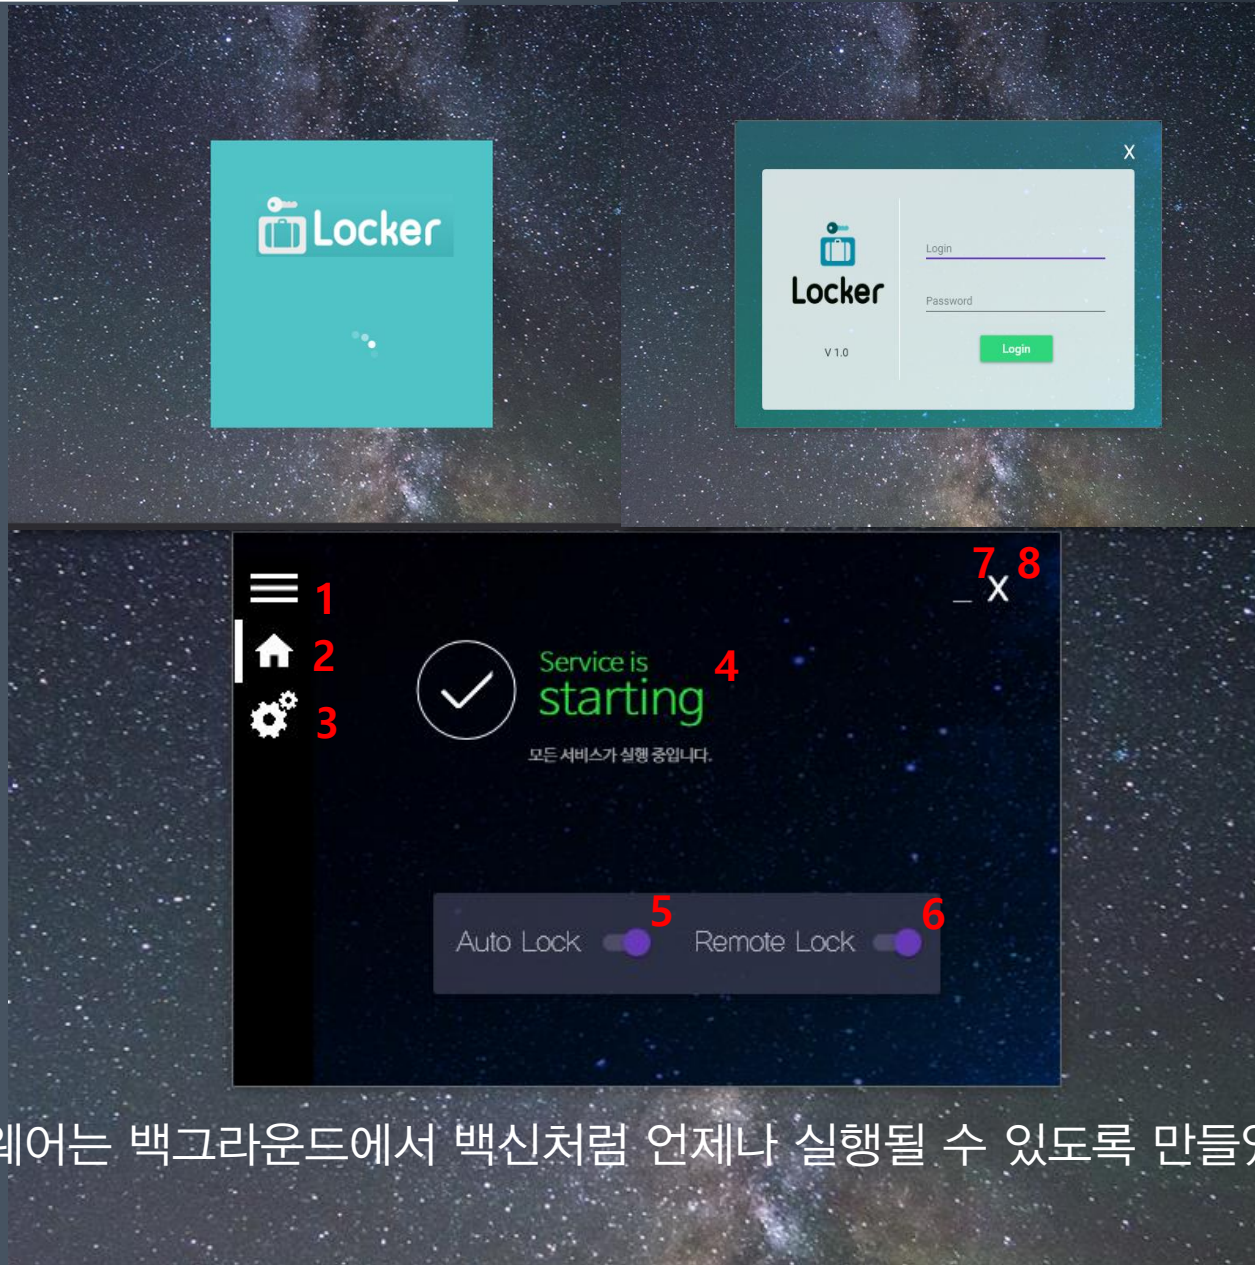 Locker
X
Login
Password
Locker
V 1.0
Login
7 8
_ X
1
2
3
Service is 4
starting
모든 서비스가 실행 중입니다.
5 6
Auto Lock Remote Lock
웨어는 백그라운드에서 백신처럼 언제나 실행될 수 있도록 만들